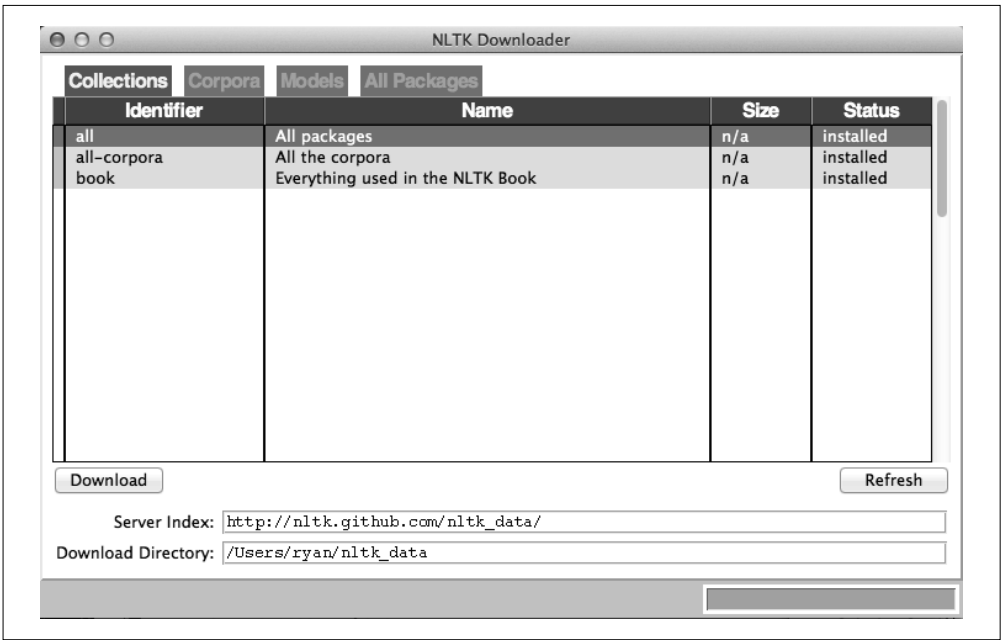 NLTK Downloader
Collections Corpora Models All Packages
Identifier Name Size Status
all All packages n/a installed
all-corpora All the corpora n/a installed
book Everything used in the NLTK Book n/a installed
Download Refresh
Server Index: http://nltk.github.com/nltk_data/
Download Directory: /Users/ryan/nltk_data